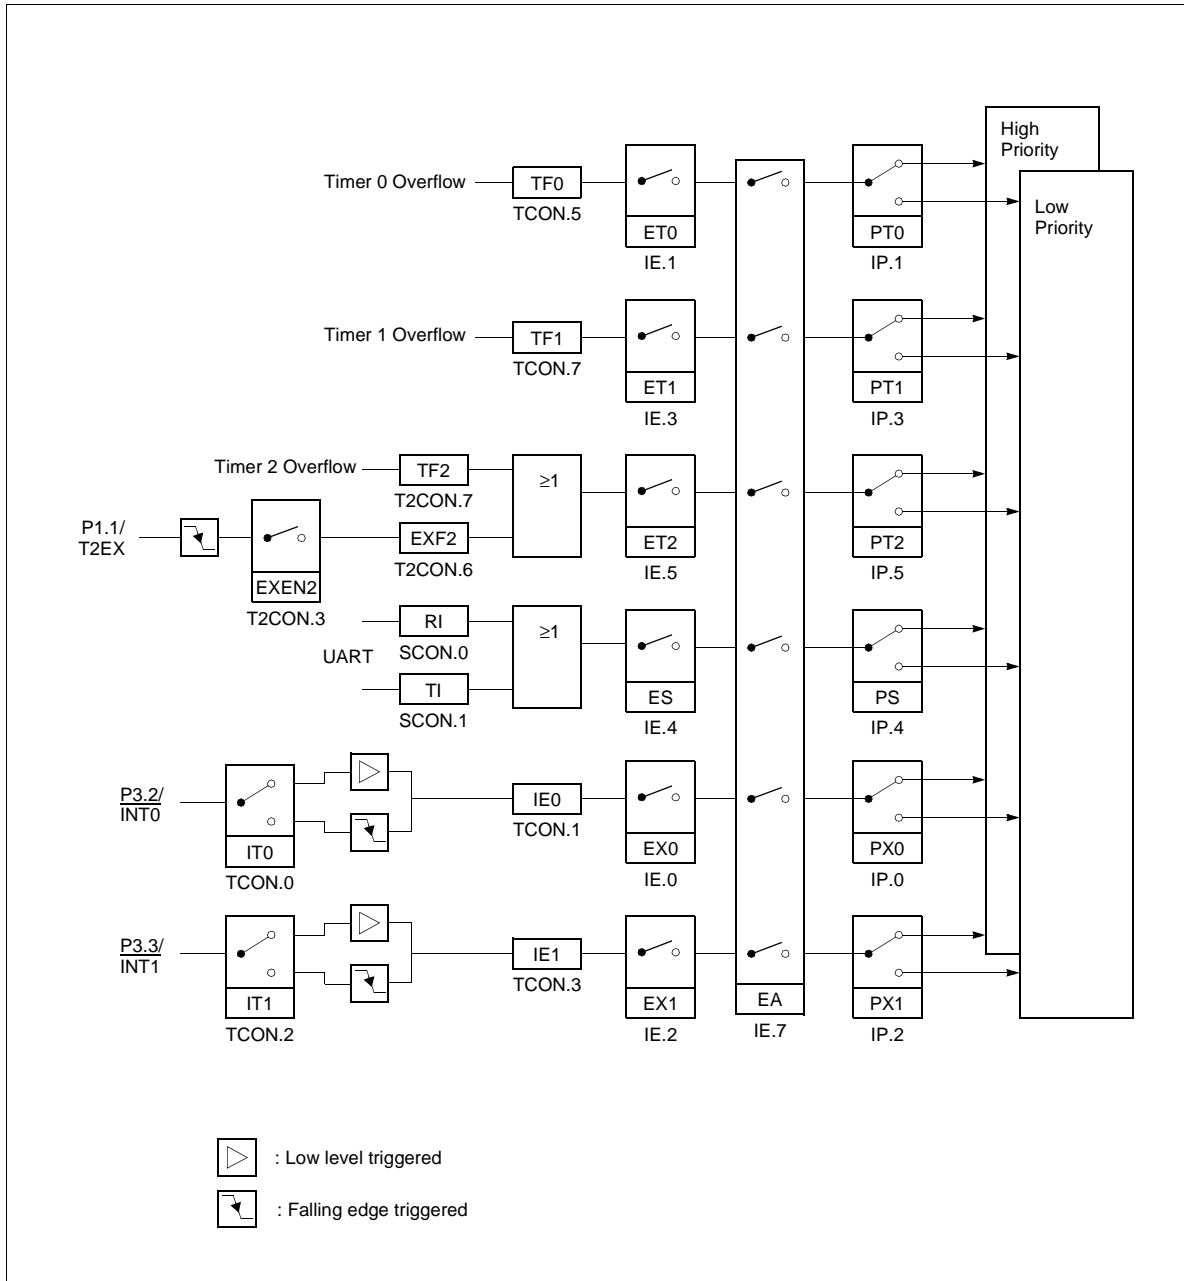 High
Priority
Low
Priority
Timer 0 Overflow
TF0
TCON.5
ET0
IE.1
PT0
IP.1
Timer 1 Overflow
TF1
TCON.7
ET1
IE.3
PT1
IP.3
Timer 2 Overflow
TF2
T2CON.7
≥1
P1.1/
T2EX
EXEN2
T2CON.3
EXF2
T2CON.6
ET2
IE.5
PT2
IP.5
UART
RI
SCON.0
TI
SCON.1
≥1
ES
IE.4
PS
IP.4
P3.2/
INT0
IT0
TCON.0
IE0
TCON.1
EX0
IE.0
PX0
IP.0
P3.3/
INT1
IT1
TCON.2
IE1
TCON.3
EX1
IE.2
EA
IE.7
PX1
IP.2
: Low level triggered
: Falling edge triggered